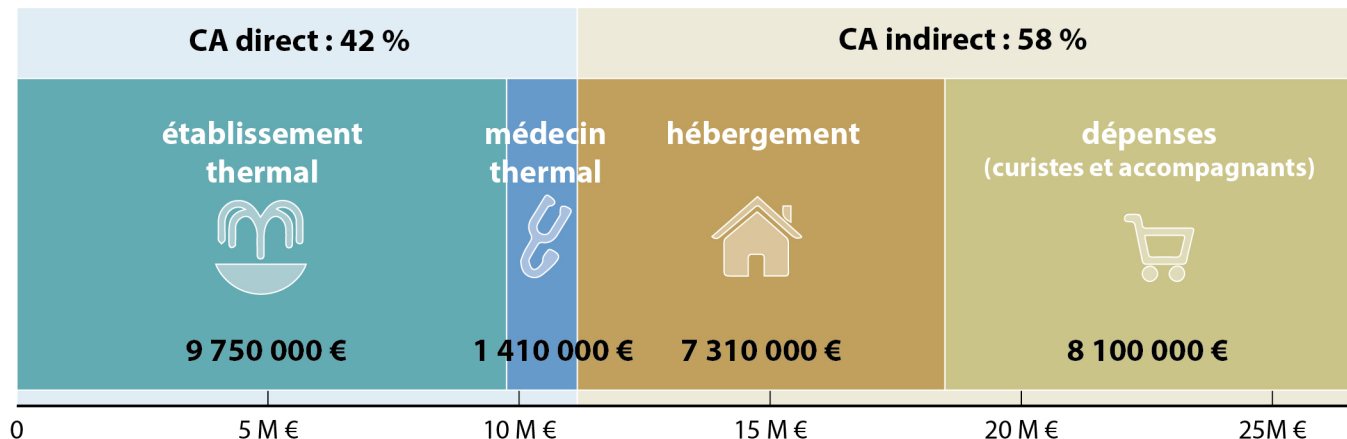 CA direct : 42 %
CA indirect : 58 %
établissement
thermal
médecin
thermal
hébergement
dépenses
(curistes et accompagnants)
9 750 000 €
1 410 000 €
7 310 000 €
8 100 000 €
0
5 M €
10 M €
15 M €
20 M €
25M €